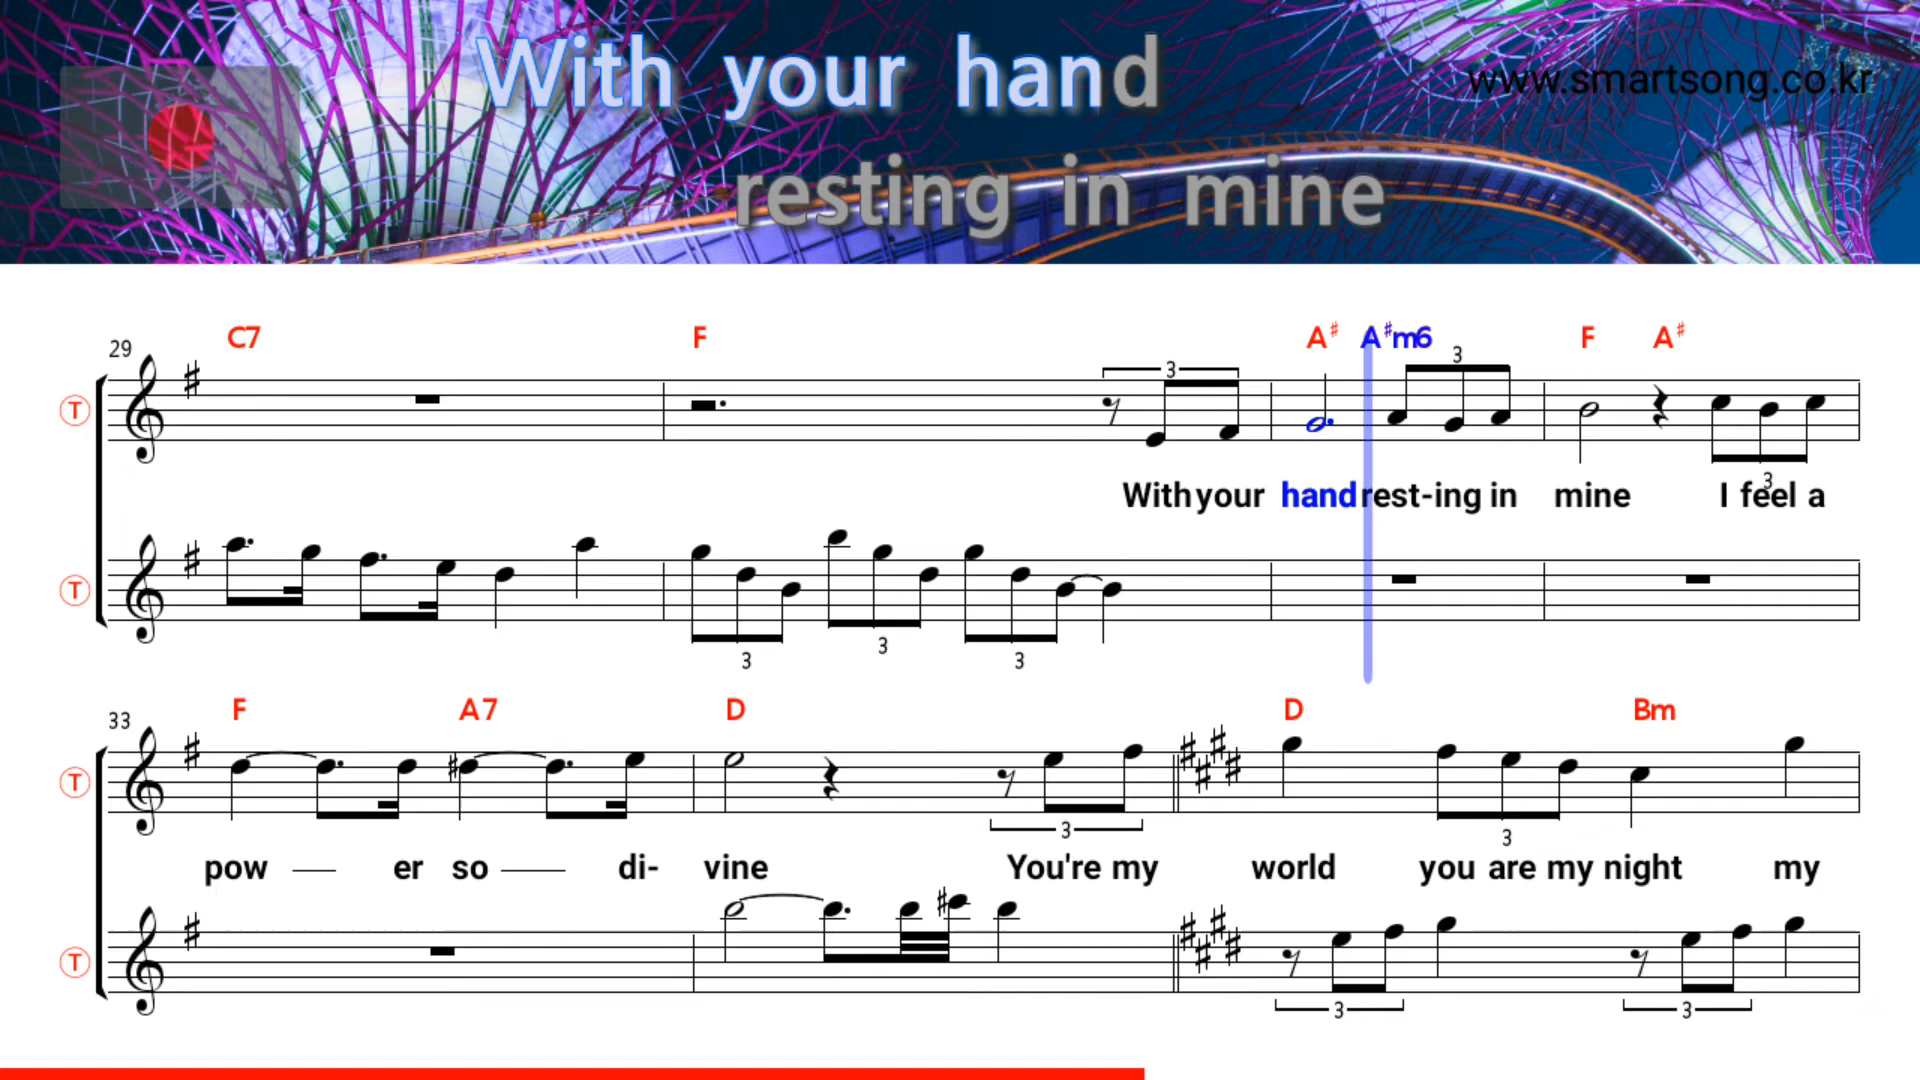 With your hand
www.smartsong.co.kr
resting in mine
C7 F A♯ A♯m6 F A♯
29
3 3
T
3
With your hand rest-ing in mine I feel a
T
3 3 3
F A7 D D Bm
33
T
3 3
pow — er so — di- vine You're my world you are my night my
T
3 3